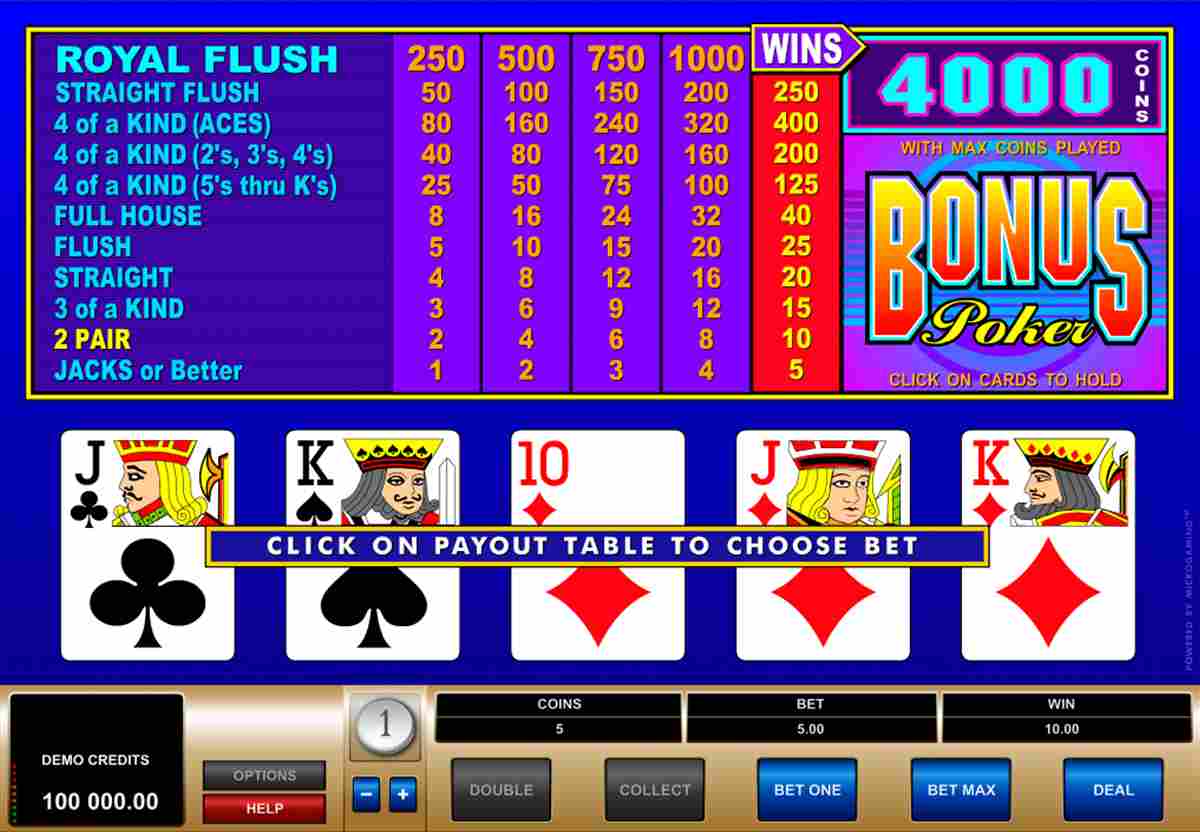 ROYAL FLUSH 250 500 750 1000 WINS
STRAIGHT FLUSH 50 100 150 200 250
4 of a KIND (ACES) 80 160 240 320 400
4 of a KIND (2's, 3's, 4's) 40 80 120 160 200
4 of a KIND (5's thru K's) 25 50 75 100 125
FULL HOUSE 8 16 24 32 40
FLUSH 5 10 15 20 25
STRAIGHT 4 8 12 16 20
3 of a KIND 3 6 9 12 15
2 PAIR 2 4 6 8 10
JACKS or Better 1 2 3 4 5
4000 COINS
WITH MAX COINS PLAYED
BONUS
Poker
CLICK ON CARDS TO HOLD
J K 10 J K
CLICK ON PAYOUT TABLE TO CHOOSE BET
POWERED BY MICROGAMING
DEMO CREDITS
100 000.00
OPTIONS
HELP
1
- +
COINS BET WIN
5 5.00 10.00
DOUBLE COLLECT BET ONE BET MAX DEAL